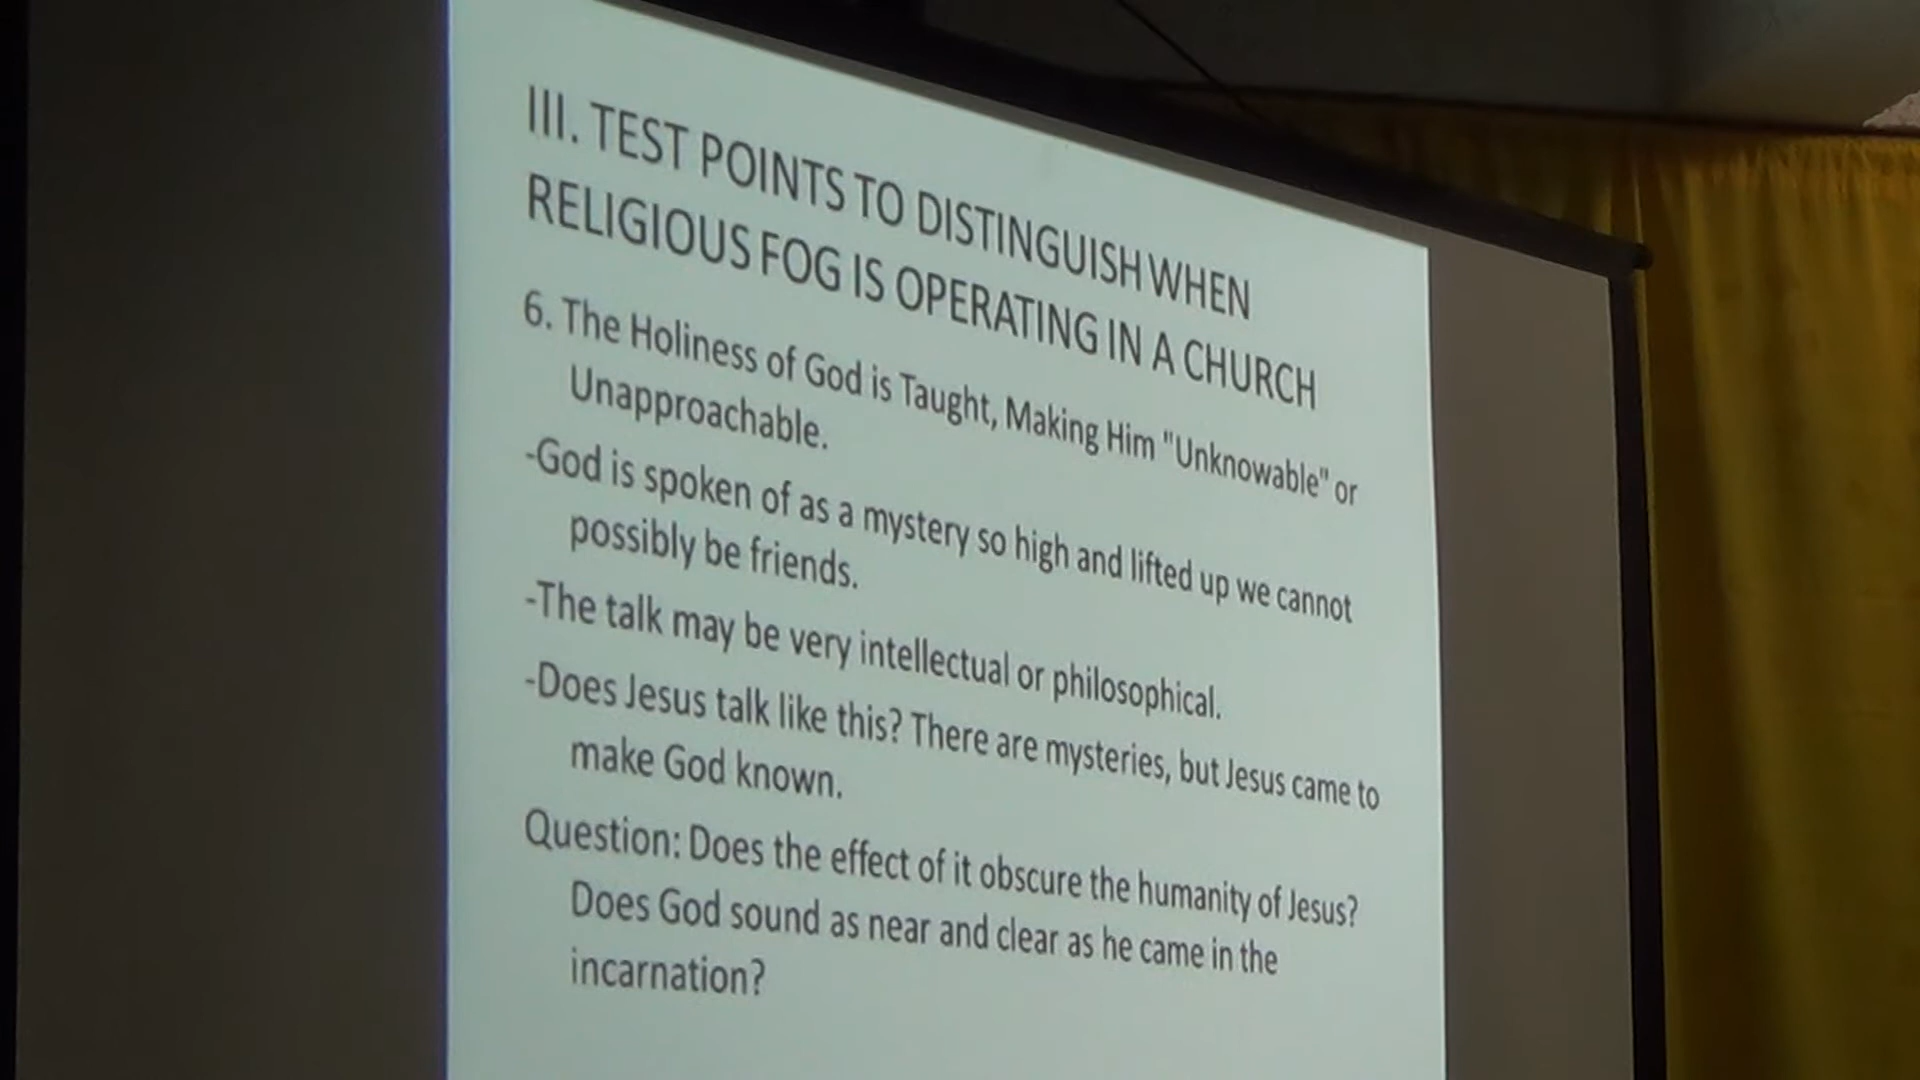 III. TEST POINTS TO DISTINGUISH WHEN
RELIGIOUS FOG IS OPERATING IN A CHURCH
6. The Holiness of God is Taught, Making Him "Unknowable" or
Unapproachable.
-God is spoken of as a mystery so high and lifted up we cannot
possibly be friends.
-The talk may be very intellectual or philosophical.
-Does Jesus talk like this? There are mysteries, but Jesus came to
make God known.
Question: Does the effect of it obscure the humanity of Jesus?
Does God sound as near and clear as he came in the
incarnation?